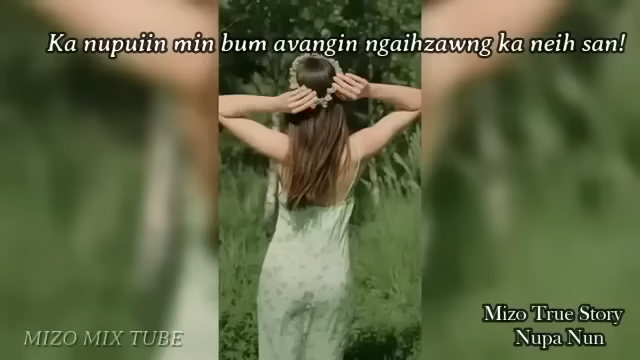 Ka nupuiin min bum avangin ngaihzawng ka neih san!
Mizo True Story
Nupa Nun
MIZO MIX TUBE